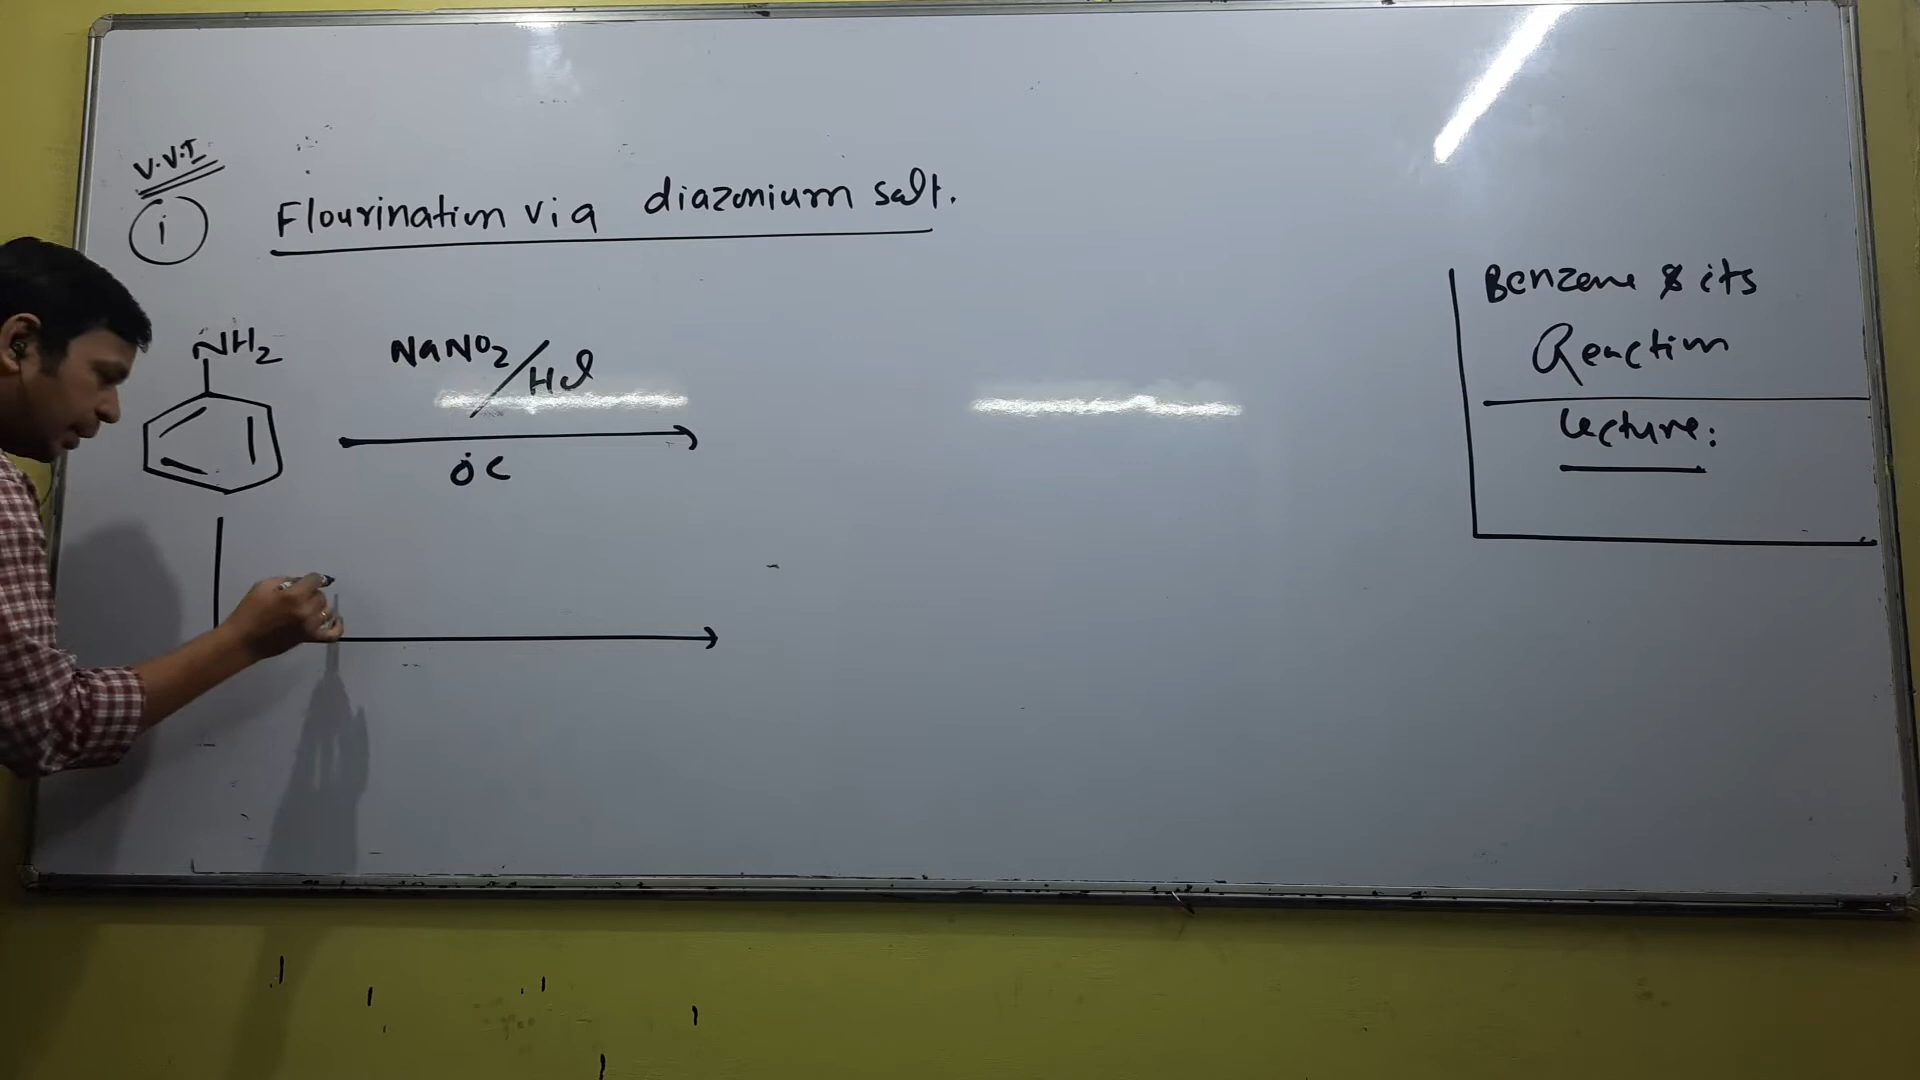 V.V.I
i
Flourination via diazonium salt.
NH2
NaNO2/HCl
0°C
Benzene & its
Reaction
Lecture: